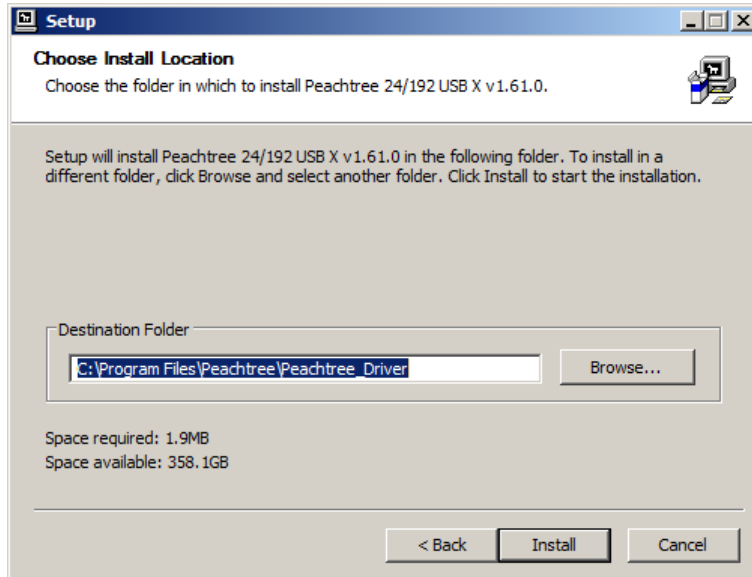 Setup
Choose Install Location
Choose the folder in which to install Peachtree 24/192 USB X v1.61.0.
Setup will install Peachtree 24/192 USB X v1.61.0 in the following folder. To install in a
different folder, click Browse and select another folder. Click Install to start the installation.
Destination Folder
C:\Program Files\Peachtree\Peachtree_Driver
Browse...
Space required: 1.9MB
Space available: 358.1GB
< Back
Install
Cancel